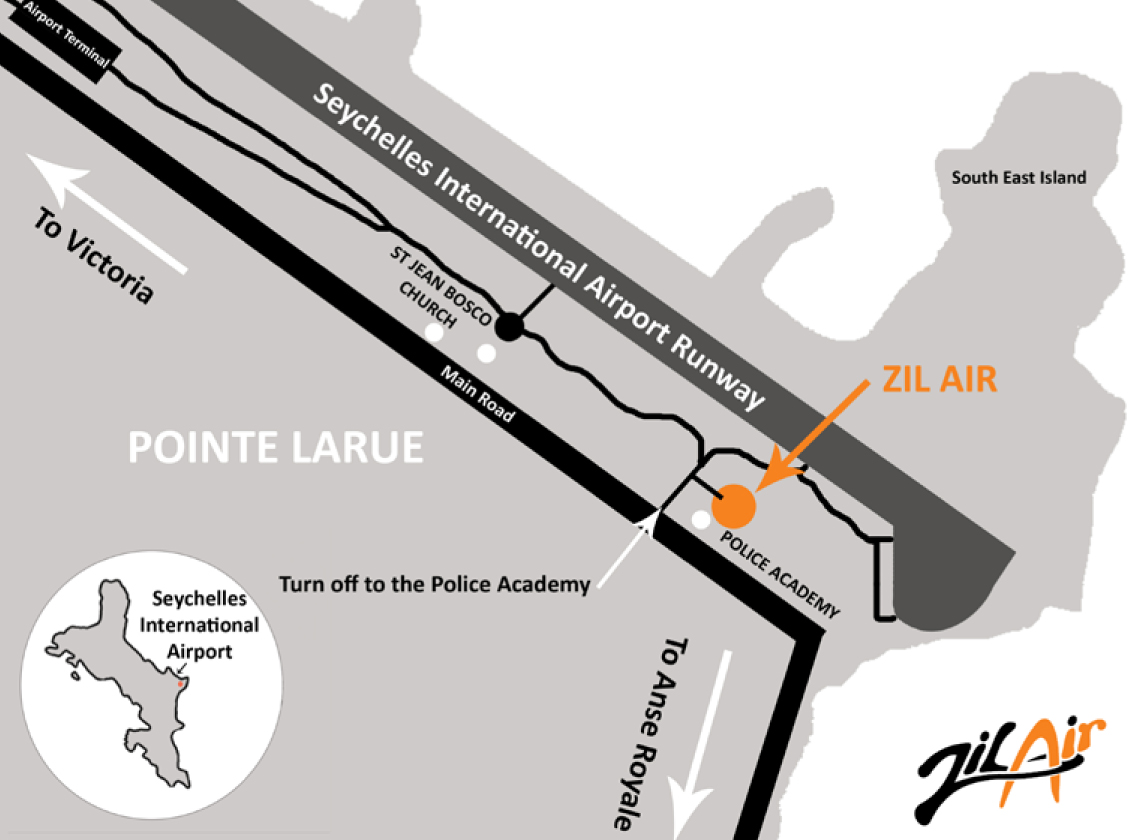 Airport Terminal
Seychelles International Airport Runway
South East Island
To Victoria
ST JEAN BOSCO
CHURCH
Main Road
ZIL AIR
POINTE LARUE
POLICE ACADEMY
Turn off to the Police Academy
Seychelles
International
Airport
To Anse Royale
ZilAir